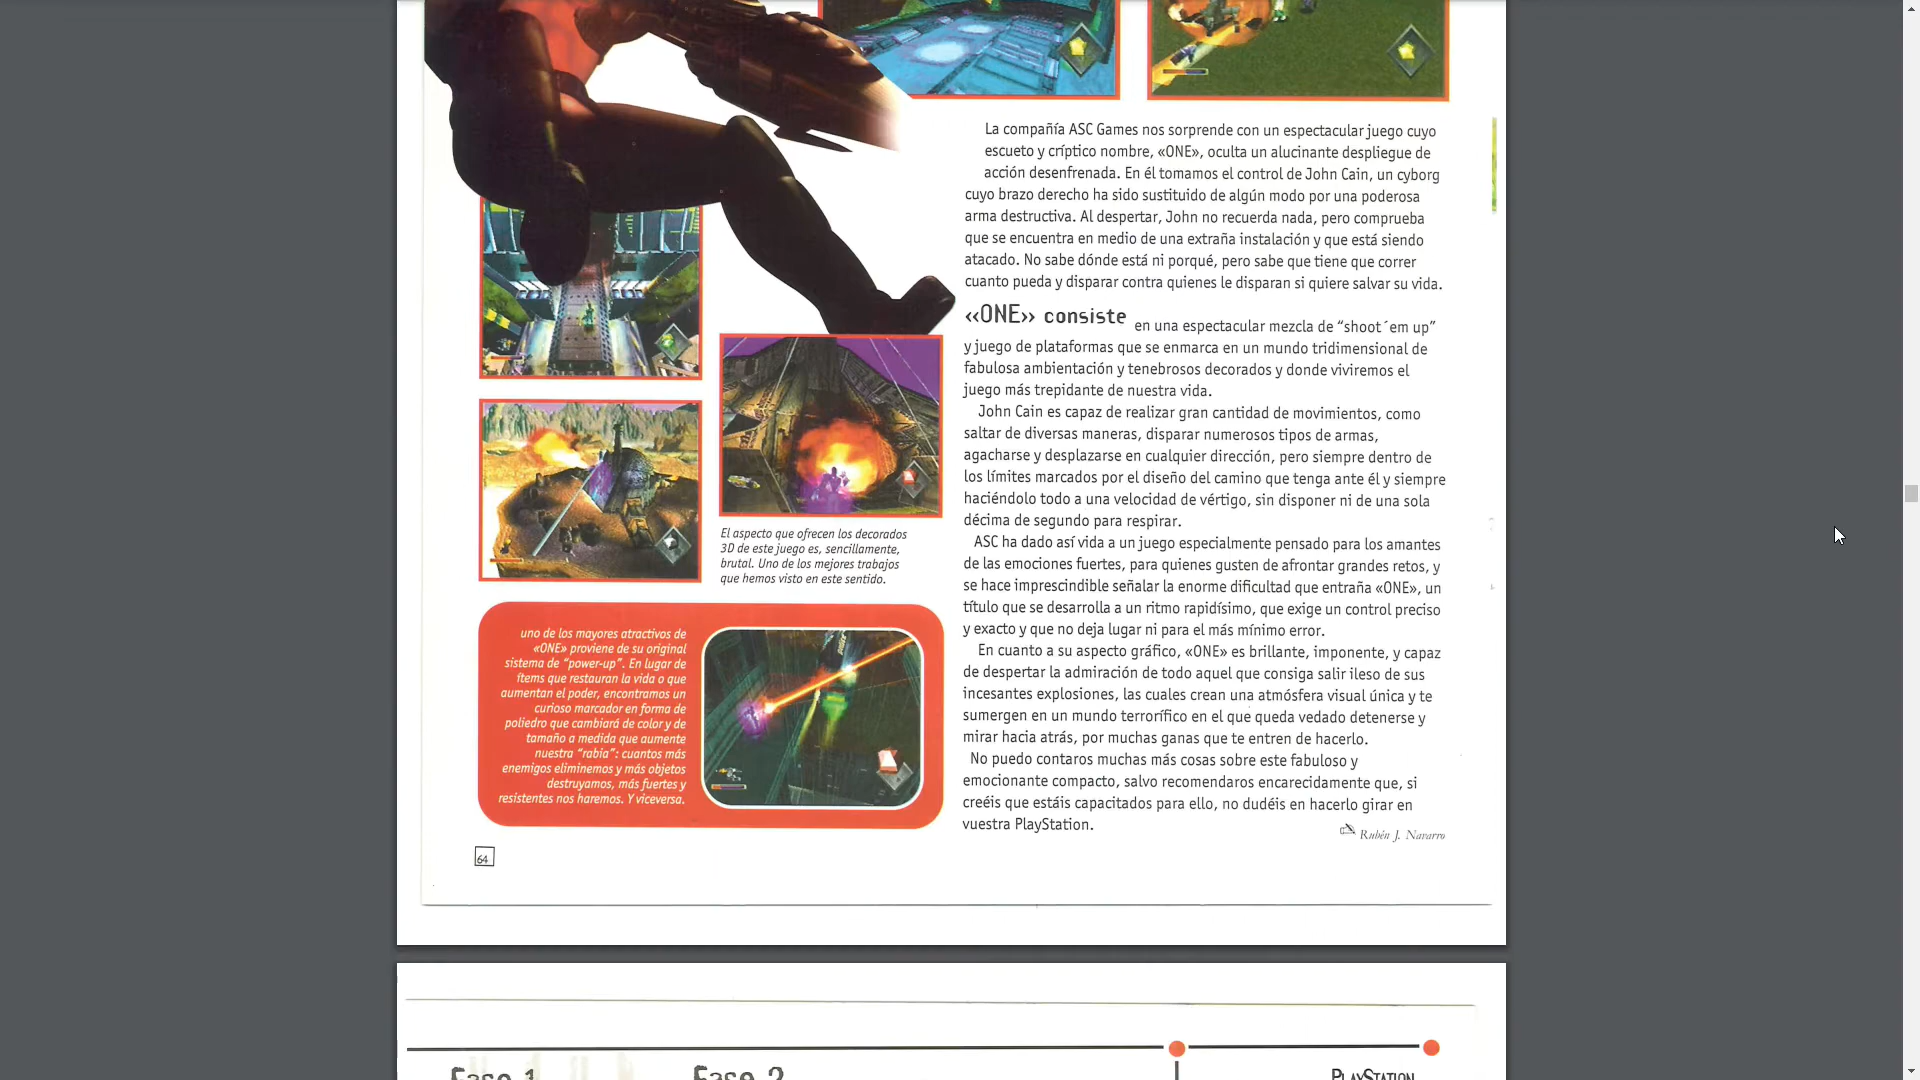 La compañía ASC Games nos sorprende con un espectacular juego cuyo
escueto y críptico nombre, «ONE», oculta un alucinante despliegue de
acción desenfrenada. En él tomamos el control de John Cain, un cyborg
cuyo brazo derecho ha sido sustituido de algún modo por una poderosa
arma destructiva. Al despertar, John no recuerda nada, pero comprueba
que se encuentra en medio de una extraña instalación y que está siendo
atacado. No sabe dónde está ni porqué, pero sabe que tiene que correr
cuanto pueda y disparar contra quienes le disparan si quiere salvar su vida.
«ONE» consiste en una espectacular mezcla de “shoot´em up”
y juego de plataformas que se enmarca en un mundo tridimensional de
fabulosa ambientación y tenebrosos decorados y donde viviremos el
juego más trepidante de nuestra vida.
John Cain es capaz de realizar gran cantidad de movimientos, como
saltar de diversas maneras, disparar numerosos tipos de armas,
agacharse y desplazarse en cualquier dirección, pero siempre dentro de
los límites marcados por el diseño del camino que tenga ante él y siempre
haciéndolo todo a una velocidad de vértigo, sin disponer ni de una sola
décima de segundo para respirar.
ASC ha dado así vida a un juego especialmente pensado para los amantes
de las emociones fuertes, para quienes gusten de afrontar grandes retos, y
se hace imprescindible señalar la enorme dificultad que entraña «ONE», un
título que se desarrolla a un ritmo rapidísimo, que exige un control preciso
y exacto y que no deja lugar ni para el más mínimo error.
En cuanto a su aspecto gráfico, «ONE» es brillante, imponente, y capaz
de despertar la admiración de todo aquel que consiga salir ileso de sus
incesantes explosiones, las cuales crean una atmósfera visual única y te
sumergen en un mundo terrorífico en el que queda vedado detenerse y
mirar hacia atrás, por muchas ganas que te entren de hacerlo.
No puedo contaros muchas más cosas sobre este fabuloso y
emocionante compacto, salvo recomendaros encarecidamente que, si
creéis que estáis capacitados para ello, no dudéis en hacerlo girar en
vuestra PlayStation.
Rubén J. Navarro
El aspecto que ofrecen los decorados
3D de este juego es, sencillamente,
brutal. Uno de los mejores trabajos
que hemos visto en este sentido.
uno de los mayores atractivos de
«ONE» proviene de su original
sistema de “power-up”. En lugar de
ítems que restauran la vida o que
aumentan el poder, encontramos un
curioso marcador en forma de
poliedro que cambiará de color y de
tamaño a medida que aumente
nuestra “rabia”: cuantos más
enemigos eliminemos y más objetos
destruyamos, más fuertes y
resistentes nos haremos. Y viceversa.
64
Fase 1
Fase 2
PLAYSTATION